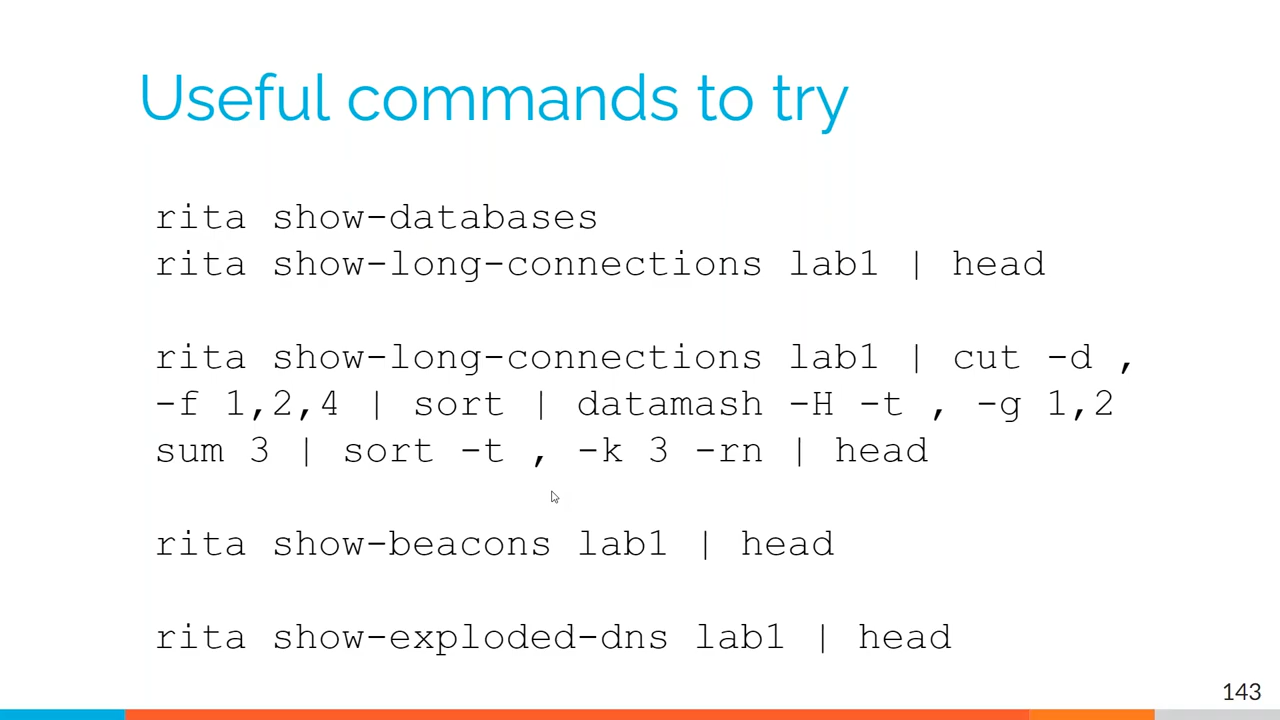 Useful commands to try
rita show-databases
rita show-long-connections lab1 | head
rita show-long-connections lab1 | cut -d ,
-f 1,2,4 | sort | datamash -H -t , -g 1,2
sum 3 | sort -t , -k 3 -rn | head
rita show-beacons lab1 | head
rita show-exploded-dns lab1 | head
143